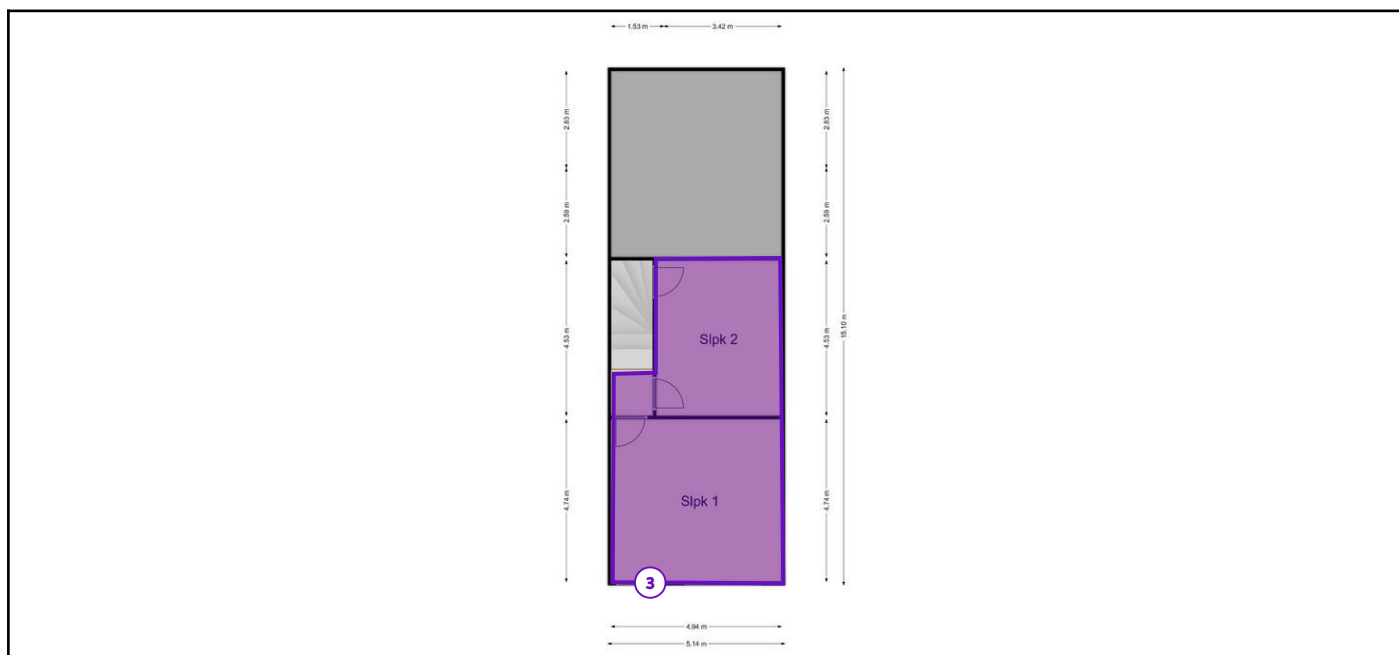 1.53 m 3.42 m
2.83 m 2.83 m
2.59 m 2.59 m
4.53 m Slpk 2 4.53 m 15.10 m
4.74 m Slpk 1 4.74 m
3
4.94 m
5.14 m